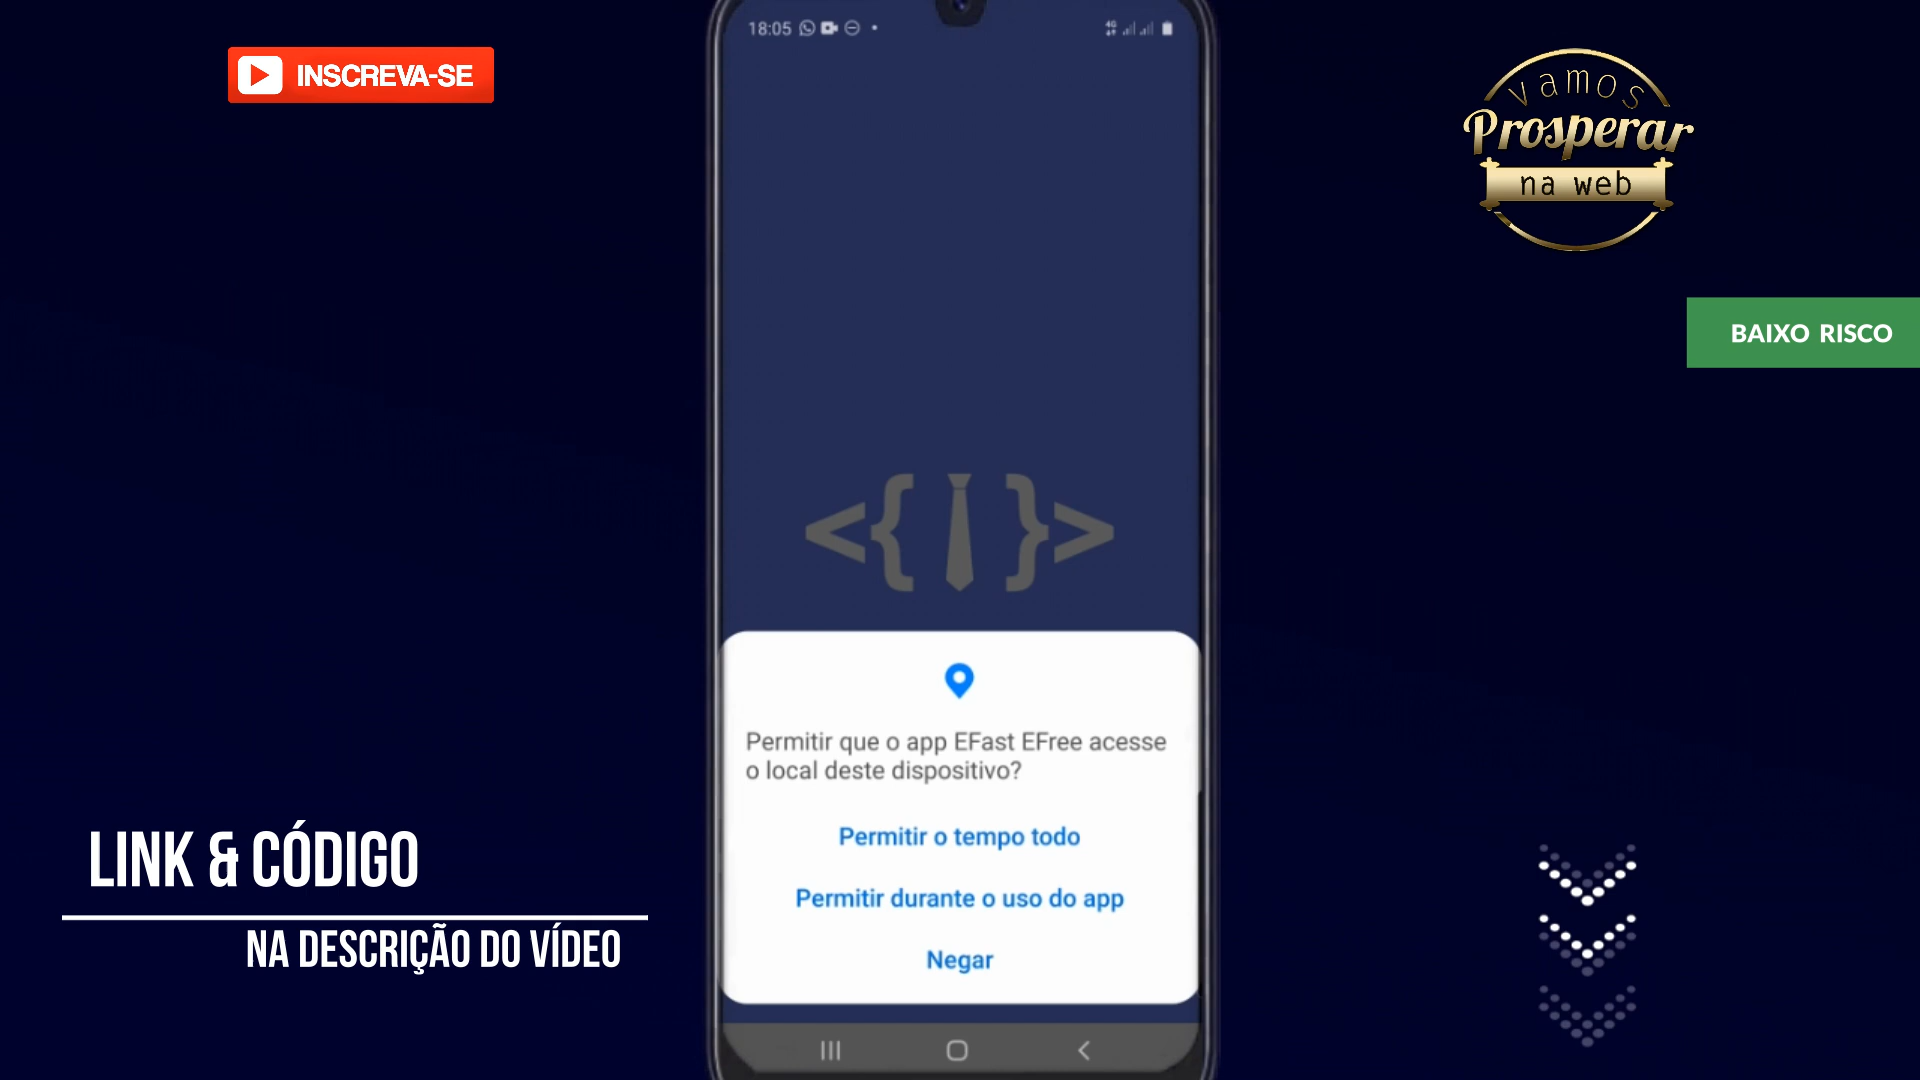 18:05
4G
INSCREVA-SE
vamos
Prosperar
na web
BAIXO RISCO
<{ }>
Permitir que o app EFast EFree acesse
o local deste dispositivo?
Permitir o tempo todo
Permitir durante o uso do app
Negar
LINK & CÓDIGO
NA DESCRIÇÃO DO VÍDEO